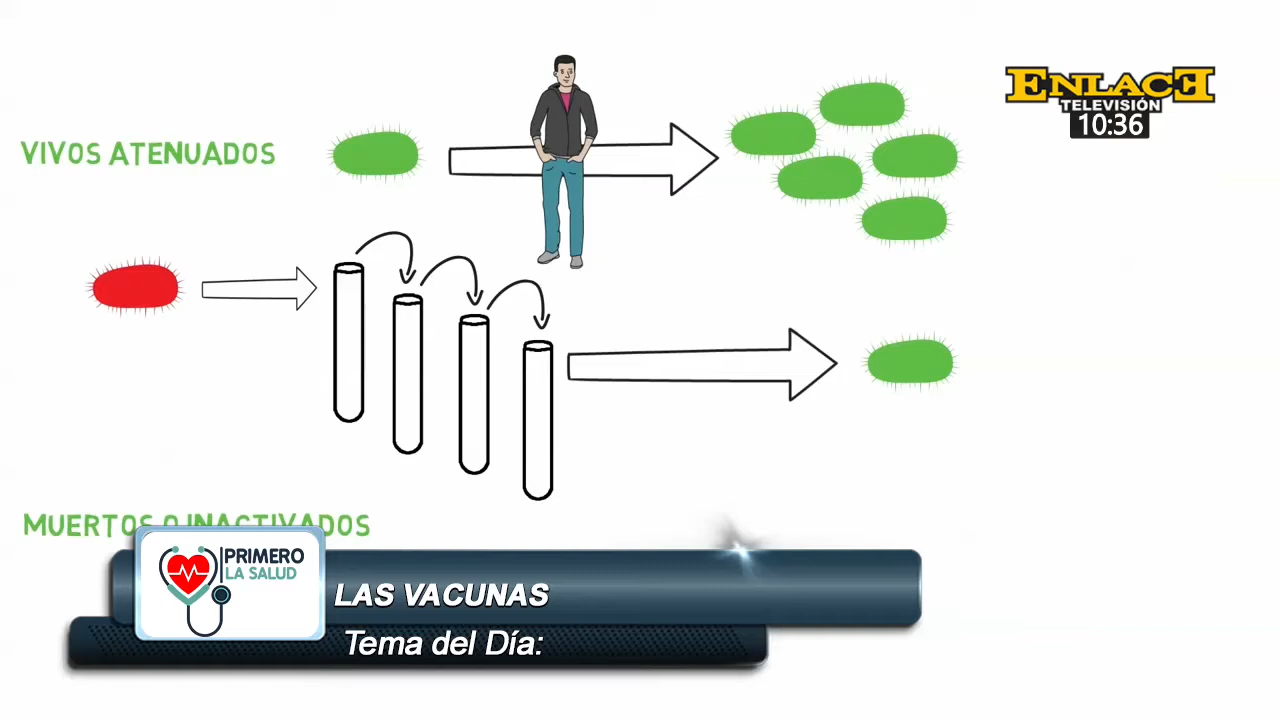 ENLACE
TELEVISIÓN
10:36
VIVOS ATENUADOS
MUERTOS O INACTIVADOS
PRIMERO
LA SALUD
LAS VACUNAS
Tema del Día: